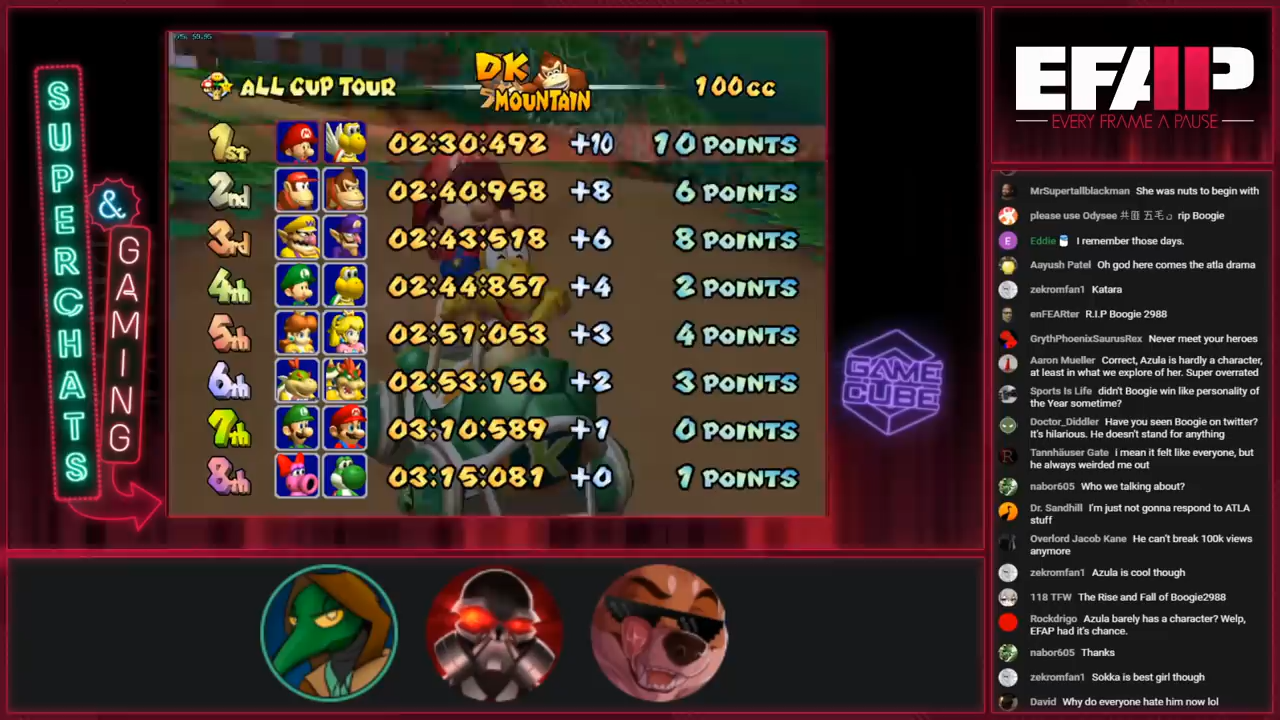 SUPERCHATS
&
GAMING
59.95
ALL CUP TOUR
DK
MOUNTAIN
100cc
1st 02:30:492 +10 10 POINTS
2nd 02:40:958 +8 6 POINTS
3rd 02:43:518 +6 8 POINTS
4th 02:44:857 +4 2 POINTS
5th 02:51:053 +3 4 POINTS
6th 02:53:156 +2 3 POINTS
7th 03:10:589 +1 0 POINTS
8th 03:15:081 +0 1 POINTS
GAME
CUBE
EFAP
EVERY FRAME A PAUSE
MrSupertallblackman She was nuts to begin with
please use Odysee 共匪 五毛 rip Boogie
Eddie I remember those days.
Aayush Patel Oh god here comes the atla drama
zekromfan1 Katara
enFEARter R.I.P Boogie 2988
GrythPhoenixSaurusRex Never meet your heroes
Aaron Mueller Correct, Azula is hardly a character,
at least in what we explore of her. Super overrated
Sports Is Life didn't Boogie win like personality of
the Year sometime?
Doctor_Diddler Have you seen Boogie on twitter?
It's hilarious. He doesn't stand for anything
Tannhäuser Gate i mean it felt like everyone, but
he always weirded me out
nabor605 Who we talking about?
Dr. Sandhill I'm just not gonna respond to ATLA
stuff
Overlord Jacob Kane He can't break 100k views
anymore
zekromfan1 Azula is cool though
118 TFW The Rise and Fall of Boogie2988
Rockdrigo Azula barely has a character? Welp,
EFAP had it's chance.
nabor605 Thanks
zekromfan1 Sokka is best girl though
David Why do everyone hate him now lol